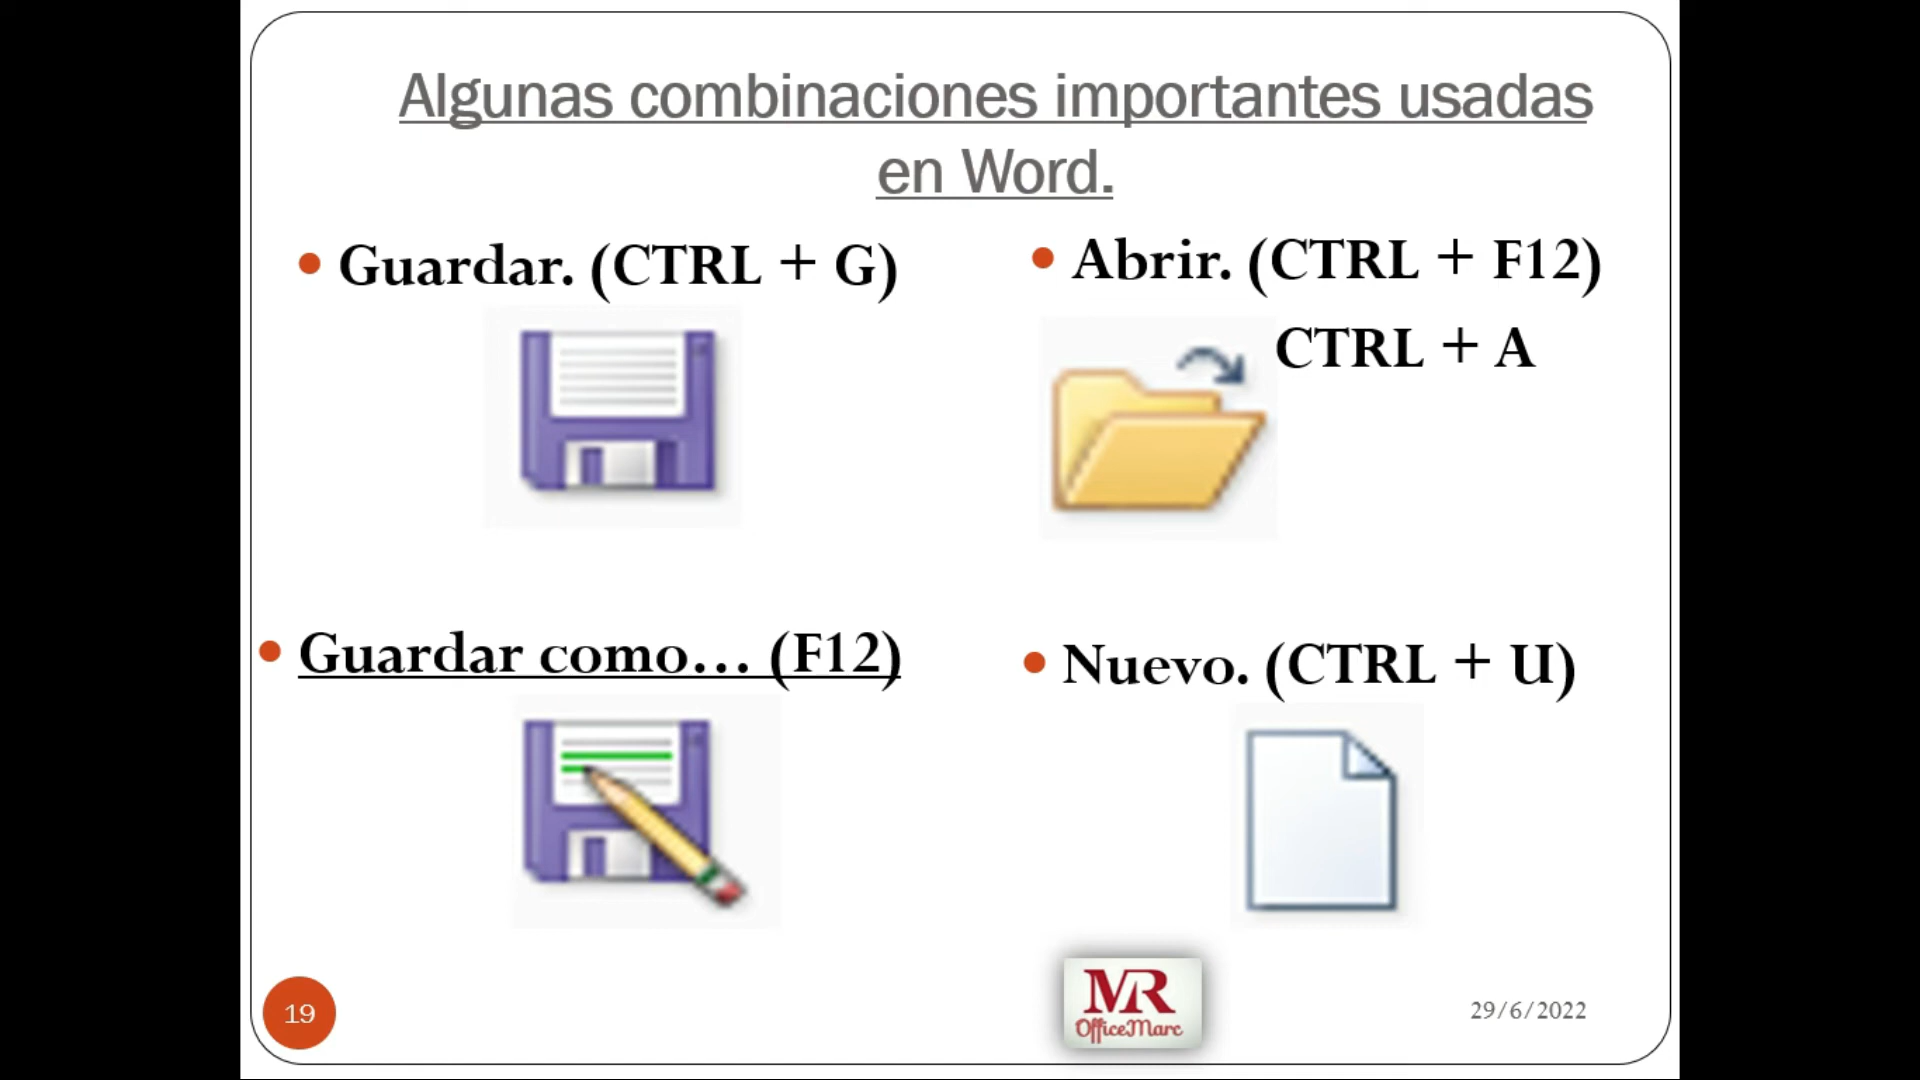 Algunas combinaciones importantes usadas
en Word.
• Guardar. (CTRL + G)
• Abrir. (CTRL + F12)
CTRL + A
• Guardar como… (F12)
• Nuevo. (CTRL + U)
19
MR
OfficeMarc
29/6/2022